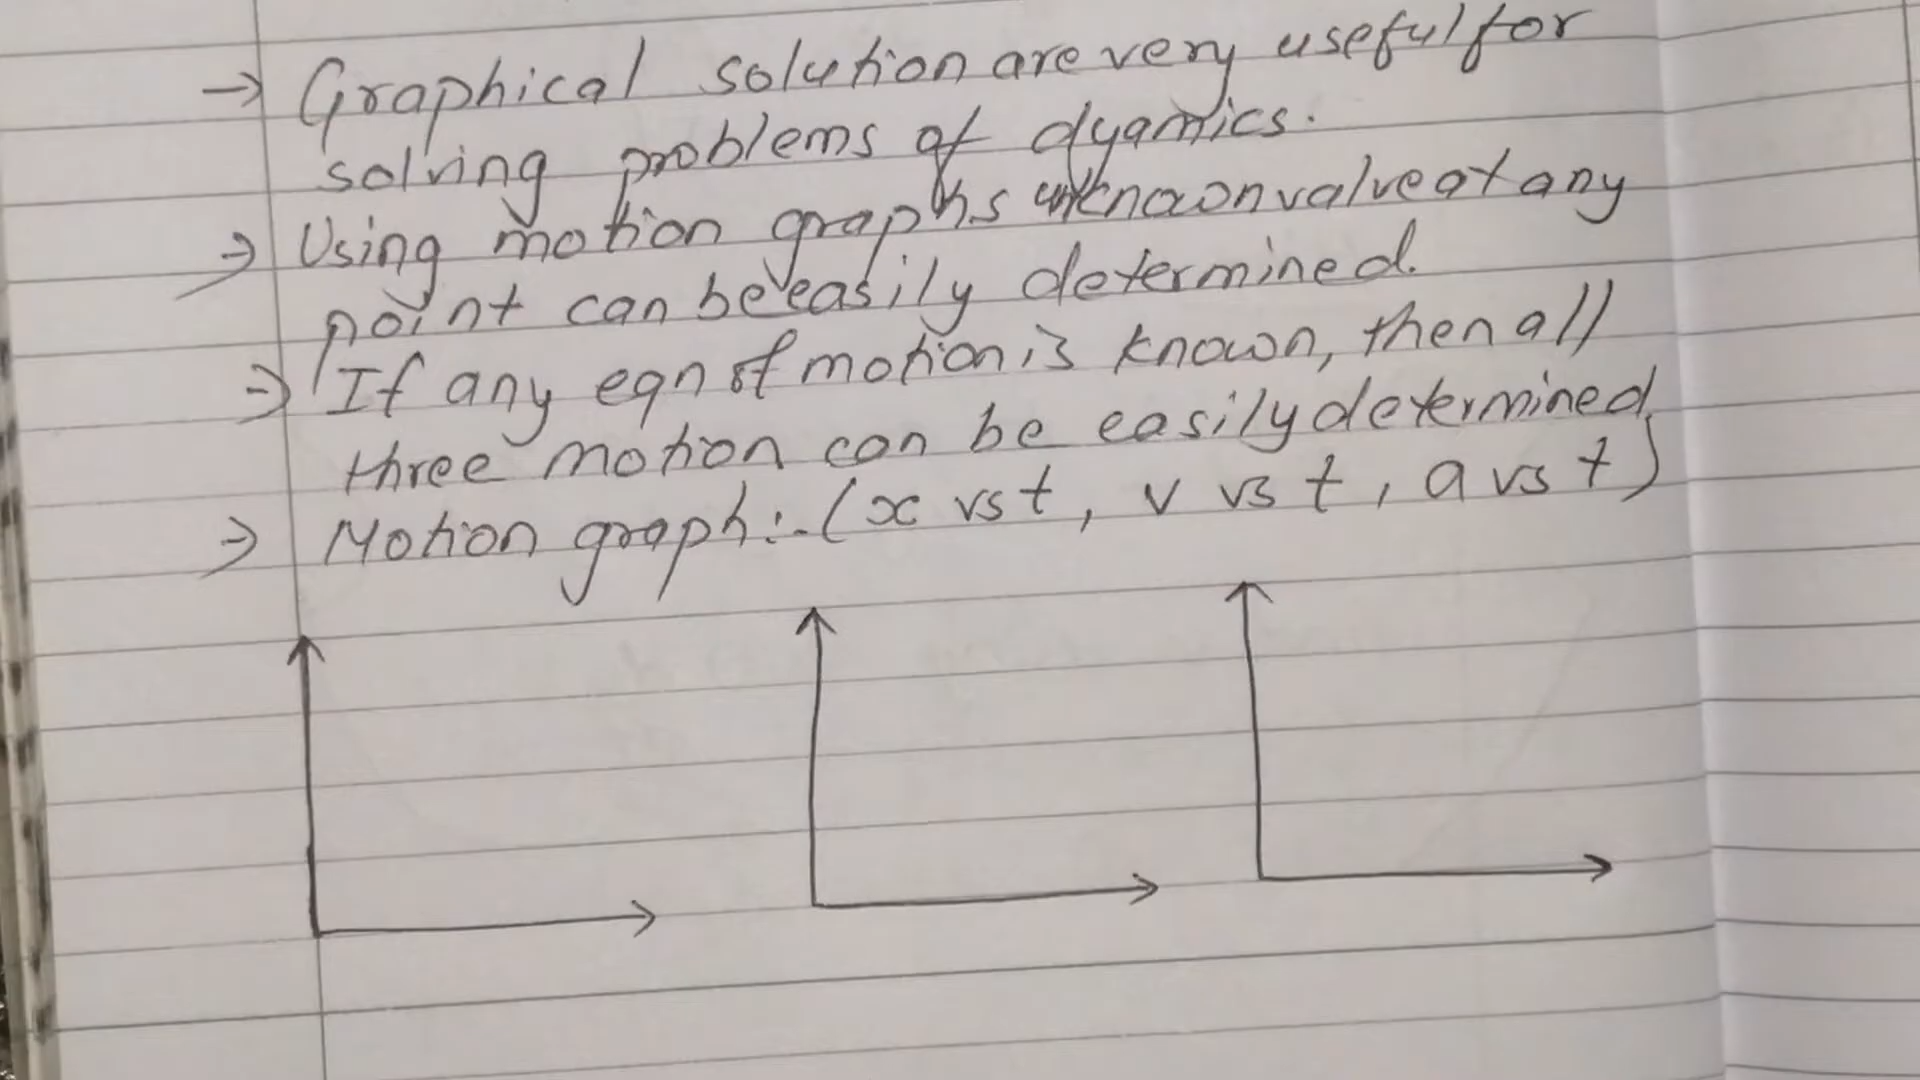 → Graphical solution are very useful for
solving problems of dyamics.
⇒ Using motion graphs unknown value at any
point can be easily determined.
⇒ If any eqn of motion is known, then all
three motion can be easily determined.
⇒ Motion graph:-(x vs t, v vs t, a vs t)